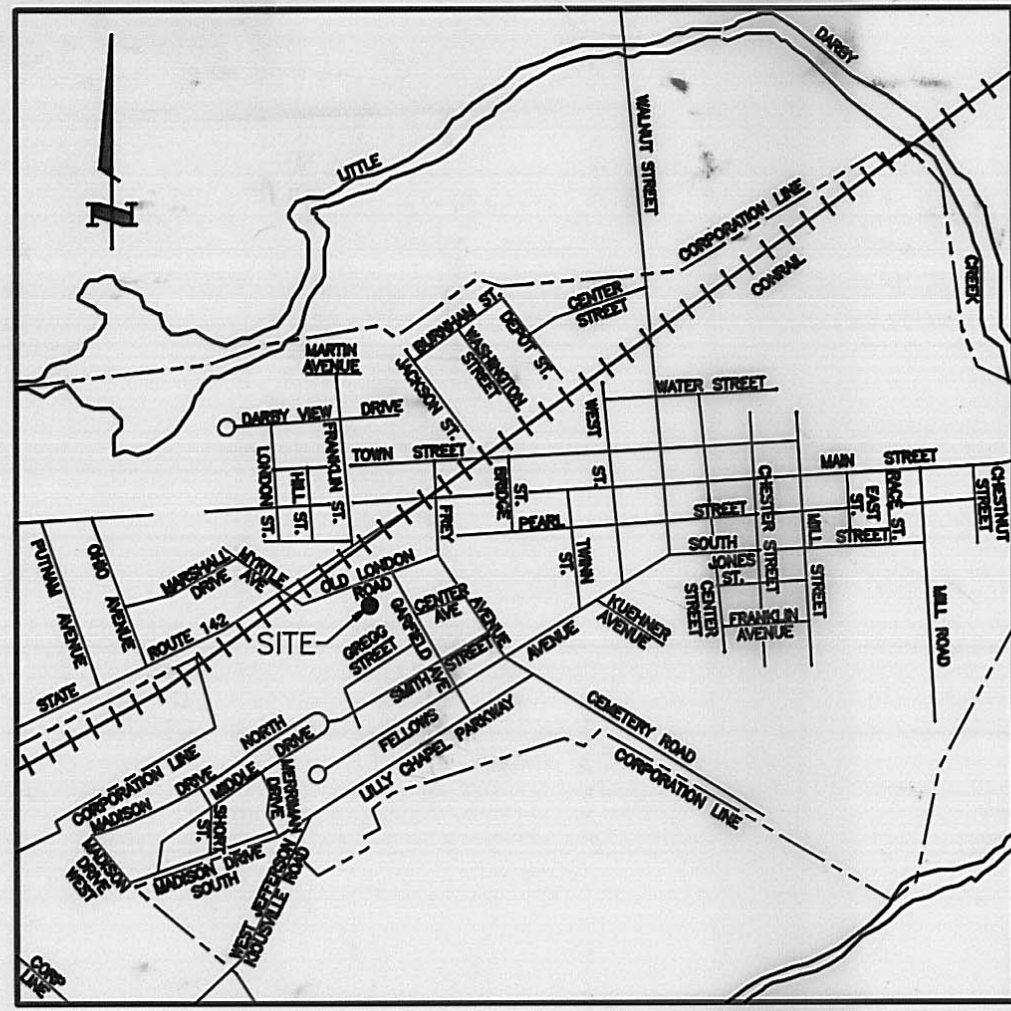 DARBY
LITTLE
WALNUT STREET
CORPORATION LINE
CONRAIL
CREEK
N
CENTER
STREET
BURNHAM ST.
DEPOT ST.
WASHINGTON
STREET
JACKSON ST.
MARTIN
AVENUE
DARBY VIEW DRIVE
WATER STREET
WEST ST.
LONDON ST.
HILL ST.
FRANKLIN ST.
TOWN STREET
BRIDGE
ST.
MAIN STREET
CHESTER STREET
EAST
ST.
RACE ST.
CHESTNUT
STREET
FREY
PEARL STREET
TWINN
ST.
MILL STREET
SOUTH STREET
JONES
ST.
CENTER
STREET
FRANKLIN
AVENUE
MILL ROAD
PUTNAM AVENUE
OHIO AVENUE
MARSHALL
DRIVE
MYRTLE
AVE
OLD LONDON
ROAD
STATE ROUTE 142
SITE
GREGG
STREET
GARFIELD AVE
CENTER
AVE
AVENUE
SMITH STREET
AVENUE
KUEHNER
AVENUE
FELLOWS
LILLY CHAPEL PARKWAY
CEMETERY ROAD
CORPORATION LINE
CORPORATION LINE
NORTH
MADISON DRIVE
MIDDLE DRIVE
MERRIMAN
DRIVE
SHORT
ST.
MADISON
DRIVE
WEST
MADISON DRIVE
SOUTH
WEST JEFFERSON
KIOUSVILLE ROAD
CORP
LINE